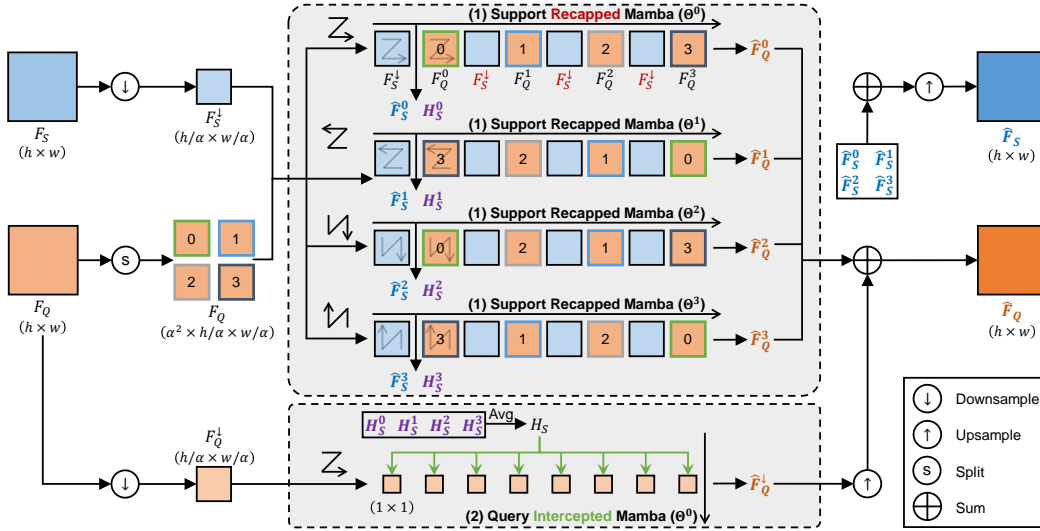 (1) Support Recapped Mamba (Θ⁰)
0 1 2 3
F_S^↓ F_Q^0 F_S^↓ F_Q^1 F_S^↓ F_Q^2 F_S^↓ F_Q^3
F̂_Q^0
F̂_S^0 H_S^0
F_S
(h × w)
↓
F_S^↓
(h/α × w/α)
(1) Support Recapped Mamba (Θ¹)
3 2 1 0
F̂_Q^1
F̂_S^1 H_S^1
F_Q
(h × w)
S
0 1
2 3
F_Q
(α² × h/α × w/α)
(1) Support Recapped Mamba (Θ²)
0 2 1 3
F̂_Q^2
F̂_S^2 H_S^2
(1) Support Recapped Mamba (Θ³)
3 1 2 0
F̂_Q^3
F̂_S^3 H_S^3
↑
F̂_S^0 F̂_S^1
F̂_S^2 F̂_S^3
F̂_S
(h × w)
F̂_Q
(h × w)
↓
F_Q^↓
(h/α × w/α)
H_S^0 H_S^1 H_S^2 H_S^3
Avg
H_S
(1 × 1)
(2) Query Intercepted Mamba (Θ⁰)
F̂_Q^↓
↑
↓ Downsample
↑ Upsample
S Split
Sum